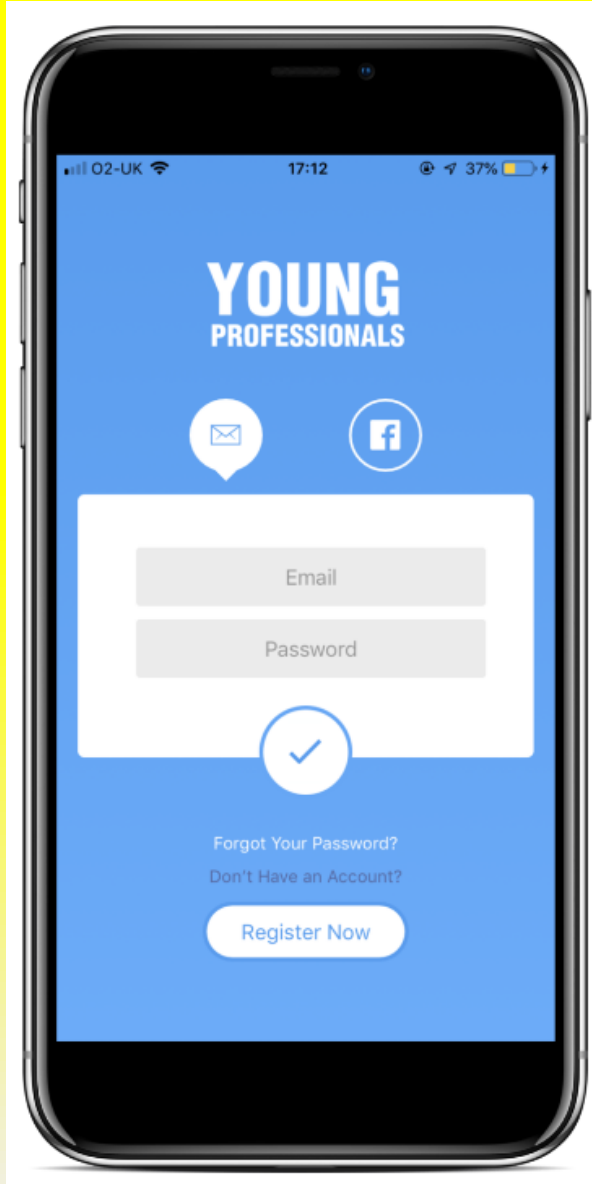 O2-UK 17:12 37%
YOUNG
PROFESSIONALS
f
Email
Password
Forgot Your Password?
Don't Have an Account?
Register Now